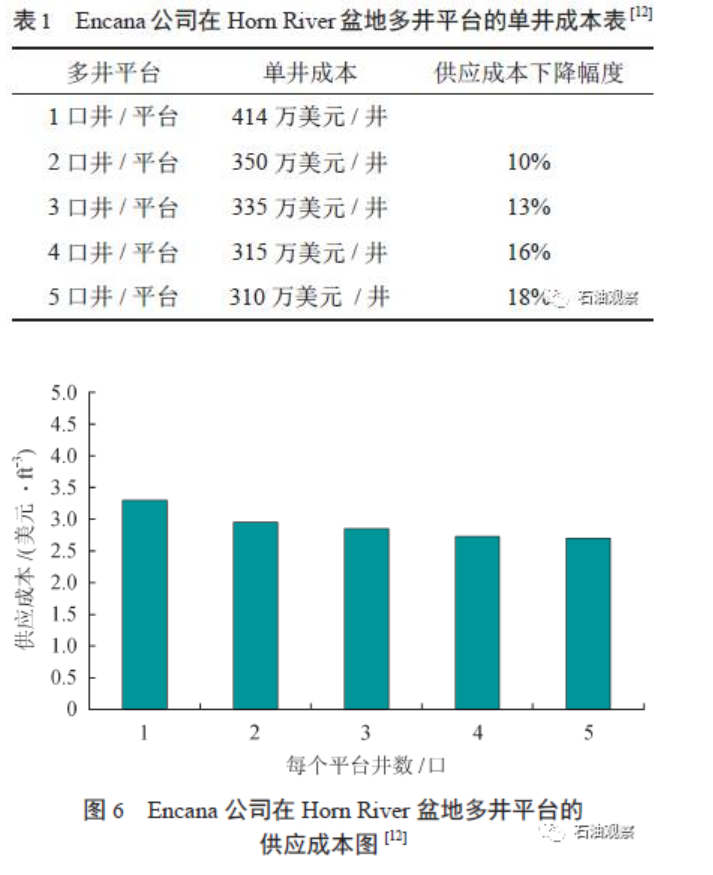 表 1 Encana 公司在 Horn River 盆地多井平台的单井成本表[12]
多井平台 单井成本 供应成本下降幅度
1 口井 / 平台 414 万美元 / 井
2 口井 / 平台 350 万美元 / 井 10%
3 口井 / 平台 335 万美元 / 井 13%
4 口井 / 平台 315 万美元 / 井 16%
5 口井 / 平台 310 万美元 / 井 18%
石油观察
供应成本 /(美元 · ft⁻³)
5.0
4.5
4.0
3.5
3.0
2.5
2.0
1.5
1.0
0.5
0
1 2 3 4 5
每个平台井数 / 口
图 6 Encana 公司在 Horn River 盆地多井平台的
供应成本图[12]
石油观察